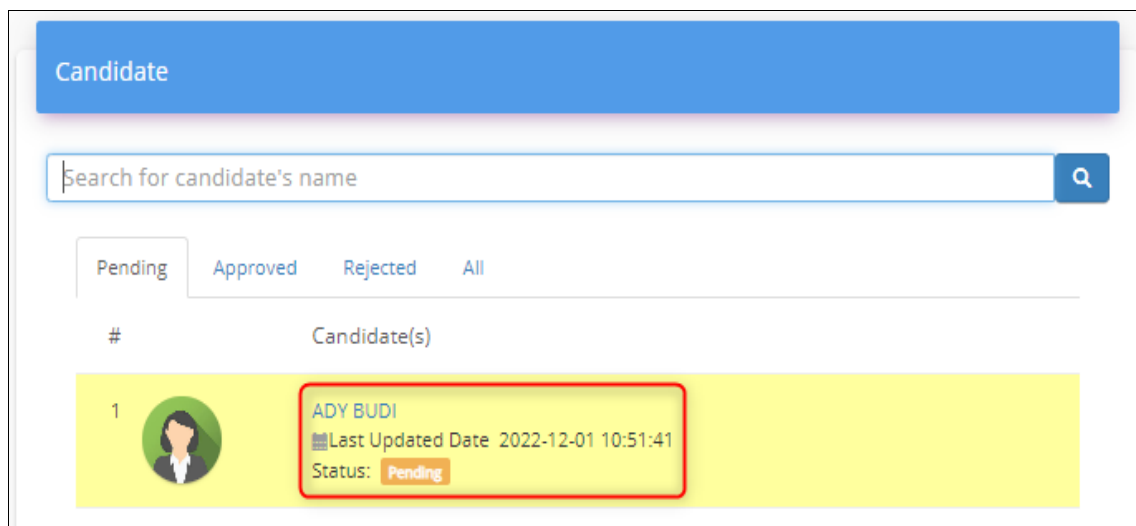 Candidate
Search for candidate's name
Pending Approved Rejected All
# Candidate(s)
1 ADY BUDI
Last Updated Date 2022-12-01 10:51:41
Status: Pending